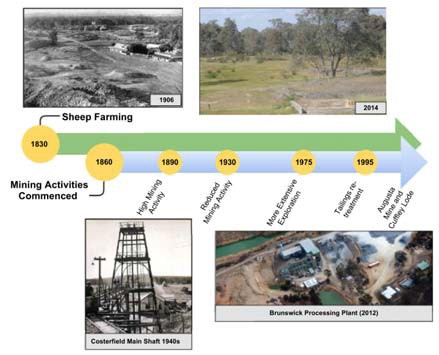 1906
2014
Sheep Farming
1830
1860
1890
1930
1975
1995
Mining Activities
Commenced
High Mining
Activity
Reduced
Mining Activity
More Extensive
Exploration
Tailings re-
treatment
Augusta
Mine and
Cuffley Lode
Costerfield Main Shaft 1940s
Brunswick Processing Plant (2012)